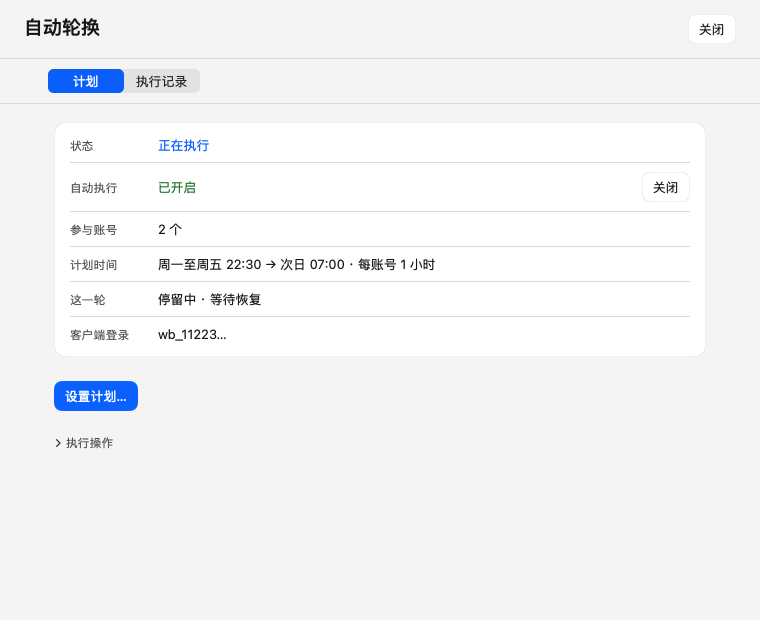 自动轮换
关闭
计划
执行记录
状态 正在执行
自动执行 已开启 关闭
参与账号 2 个
计划时间 周一至周五 22:30 → 次日 07:00 · 每账号 1 小时
这一轮 停留中 · 等待恢复
客户端登录 wb_11223...
设置计划...
执行操作